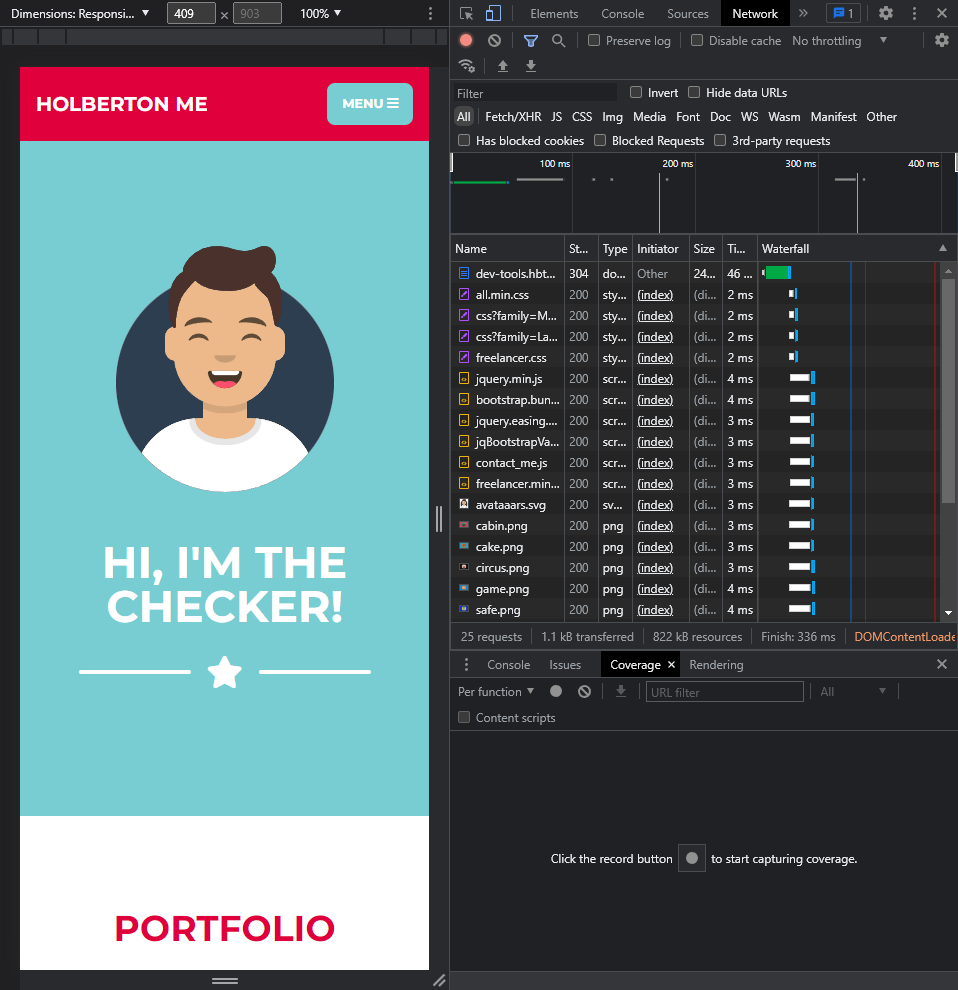 Dimensions: Responsi... ▼ 409 × 903 100% ▼
HOLBERTON ME
MENU
HI, I'M THE
CHECKER!
PORTFOLIO
Elements Console Sources Network » 1
Preserve log Disable cache No throttling ▼
Filter Invert Hide data URLs
All Fetch/XHR JS CSS Img Media Font Doc WS Wasm Manifest Other
Has blocked cookies Blocked Requests 3rd-party requests
100 ms 200 ms 300 ms 400 ms
Name St... Type Initiator Size Ti... Waterfall
dev-tools.hbt... 304 do... Other 24... 46 ...
all.min.css 200 sty... (index) (di... 2 ms
css?family=M... 200 sty... (index) (di... 2 ms
css?family=La... 200 sty... (index) (di... 2 ms
freelancer.css 200 sty... (index) (di... 2 ms
jquery.min.js 200 scr... (index) (di... 4 ms
bootstrap.bun... 200 scr... (index) (di... 4 ms
jquery.easing.... 200 scr... (index) (di... 3 ms
jqBootstrapVa... 200 scr... (index) (di... 3 ms
contact_me.js 200 scr... (index) (di... 3 ms
freelancer.min... 200 scr... (index) (di... 3 ms
avataaars.svg 200 sv... (index) (di... 3 ms
cabin.png 200 png (index) (di... 3 ms
cake.png 200 png (index) (di... 3 ms
circus.png 200 png (index) (di... 3 ms
game.png 200 png (index) (di... 4 ms
safe.png 200 png (index) (di... 4 ms
25 requests 1.1 kB transferred 822 kB resources Finish: 336 ms DOMContentLoade
Console Issues Coverage × Rendering
Per function ▼ URL filter All ▼
Content scripts
Click the record button to start capturing coverage.